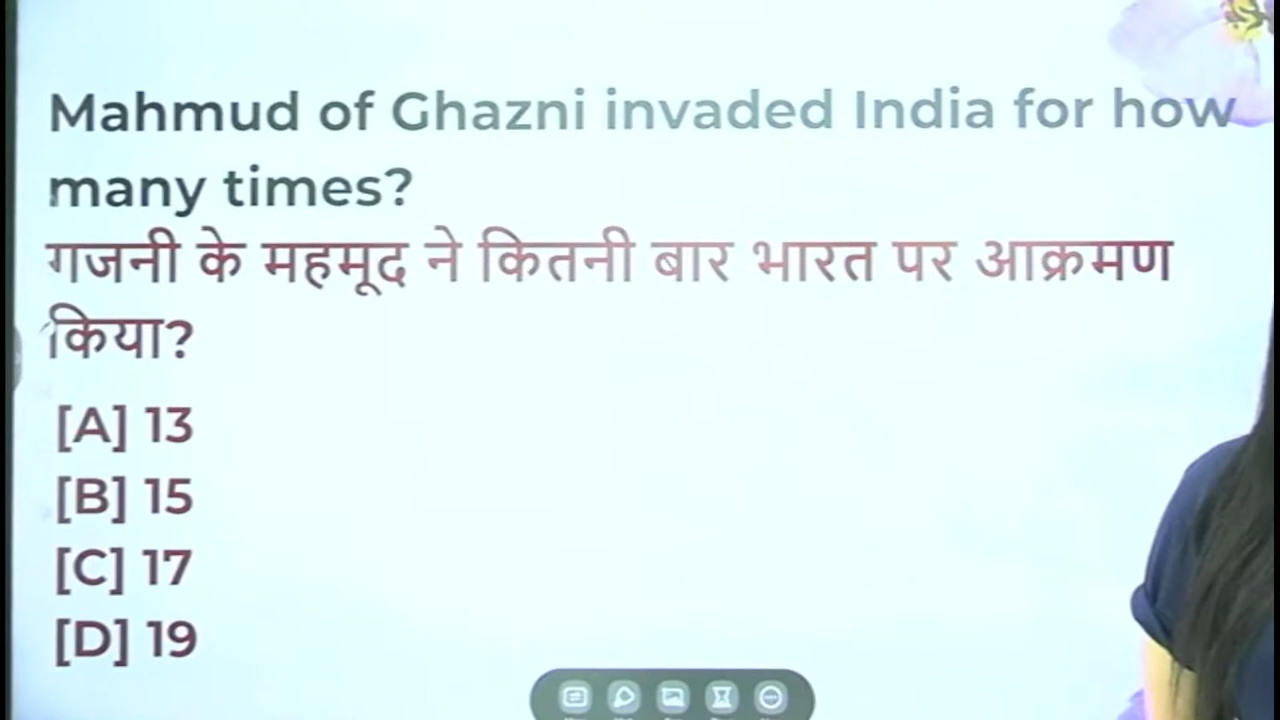 Mahmud of Ghazni invaded India for how
many times?
गजनी के महमूद ने कितनी बार भारत पर आक्रमण
किया?
[A] 13
[B] 15
[C] 17
[D] 19